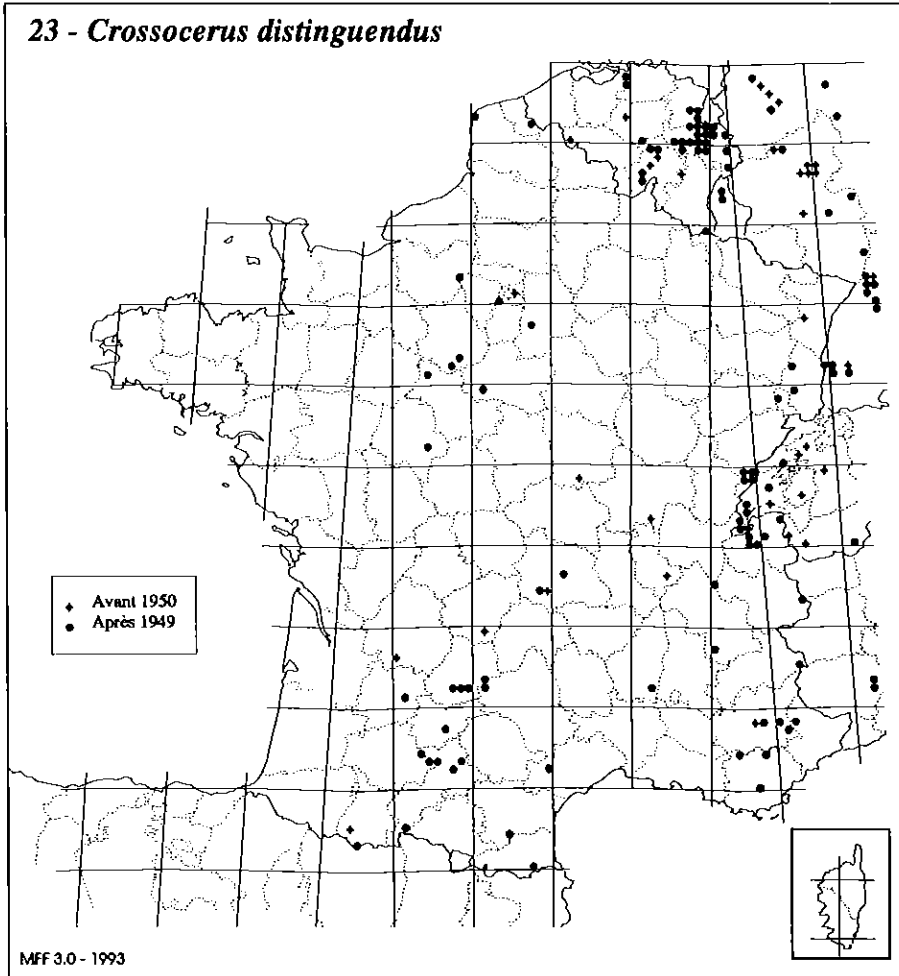 23 - Crossocerus distinguendus
Avant 1950
Après 1949
MFF 3.0 - 1993